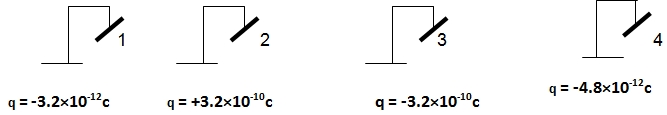 1 2 3 4
q = -3.2×10⁻¹²c q = +3.2×10⁻¹⁰c q = -3.2×10⁻¹⁰c q = -4.8×10⁻¹²c